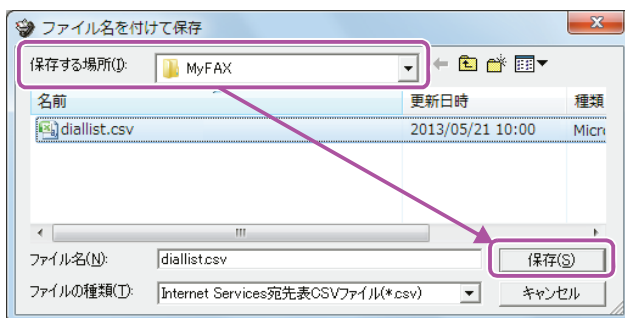 ファイル名を付けて保存
保存する場所(I): MyFAX
名前 更新日時 種類
diallist.csv 2013/05/21 10:00 Micr
ファイル名(N): diallist.csv 保存(S)
ファイルの種類(T): Internet Services宛先表CSVファイル(*.csv) キャンセル